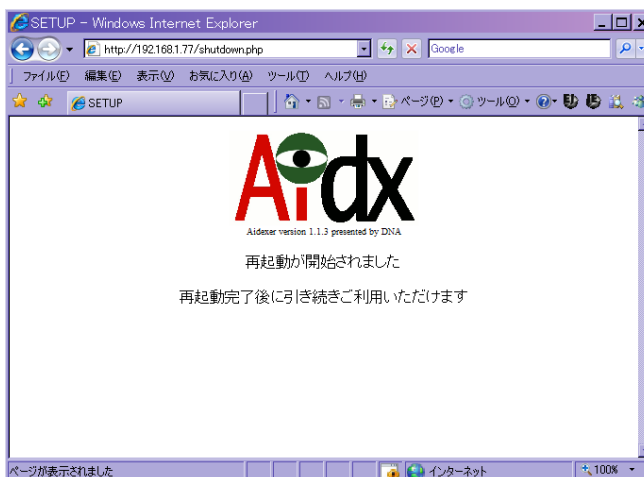 SETUP - Windows Internet Explorer
http://192.168.1.77/shutdown.php
Google
ファイル(F) 編集(E) 表示(V) お気に入り(A) ツール(T) ヘルプ(H)
SETUP
ページ(P) ツール(O)
Aidx
Aidexer version 1.1.3 presented by DNA
再起動が開始されました
再起動完了後に引き続きご利用いただけます
ページが表示されました
インターネット
100%